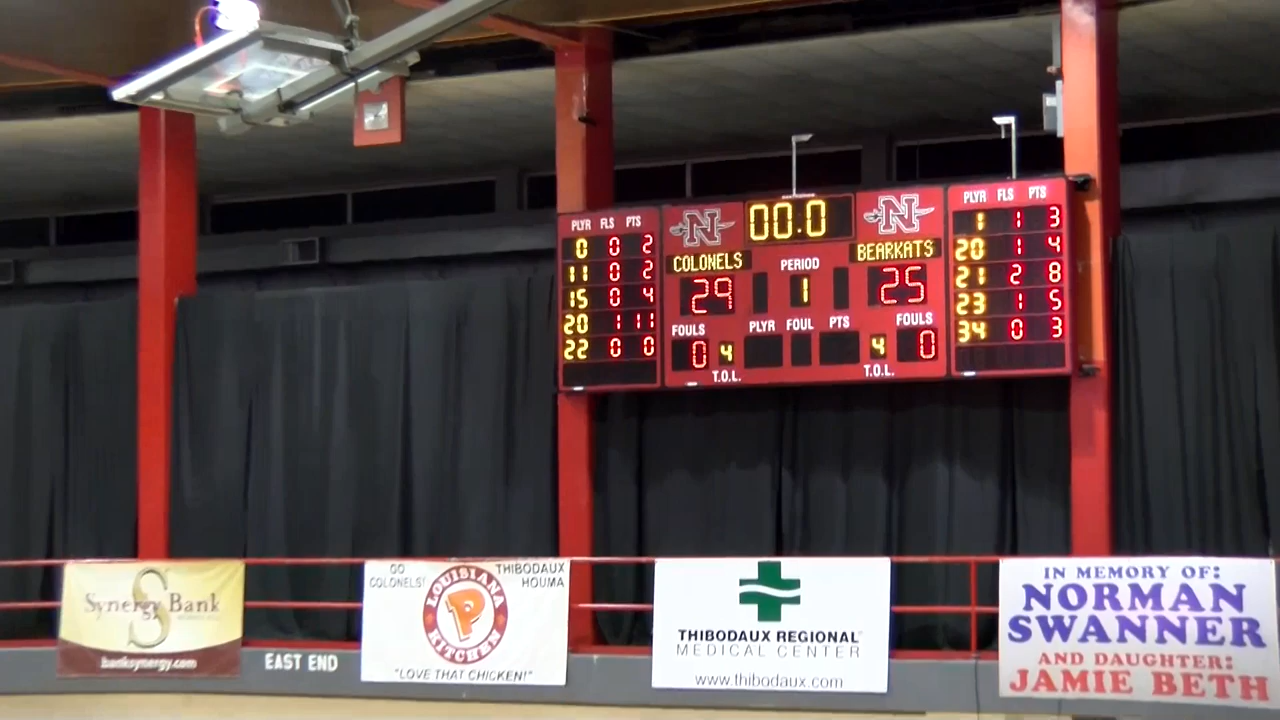 PLYR FLS PTS
0 0 2
11 0 2
15 0 4
20 1 11
22 0 0
N
00.0
N
COLONELS
PERIOD
BEARKATS
29
1
25
FOULS
PLYR FOUL PTS
FOULS
0 4
4 0
T.O.L.
T.O.L.
PLYR FLS PTS
1 1 3
20 1 4
21 2 8
23 1 5
34 0 3
S
Synergy Bank
banksynergy.com
EAST END
GO
COLONELS!
THIBODAUX
HOUMA
LOUISIANA
P
KITCHEN
"LOVE THAT CHICKEN!"
THIBODAUX REGIONAL
MEDICAL CENTER
www.thibodaux.com
IN MEMORY OF:
NORMAN
SWANNER
AND DAUGHTER:
JAMIE BETH